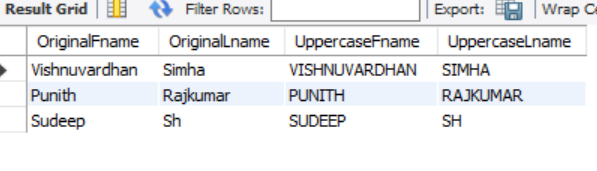 Result Grid Filter Rows: Export: Wrap
OriginalFname OriginalLname UppercaseFname UppercaseLname
Vishnuvardhan Simha VISHNUVARDHAN SIMHA
Punith Rajkumar PUNITH RAJKUMAR
Sudeep Sh SUDEEP SH